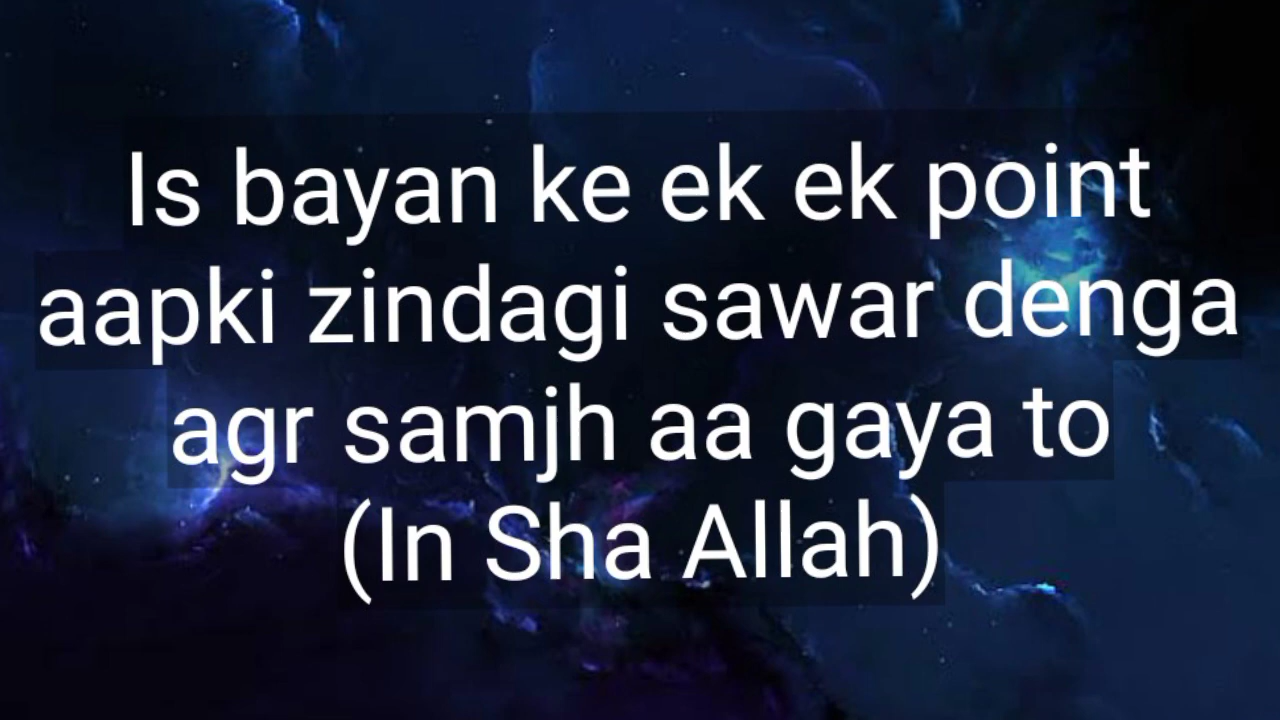 Is bayan ke ek ek point
aapki zindagi sawar denga
agr samjh aa gaya to
(In Sha Allah)